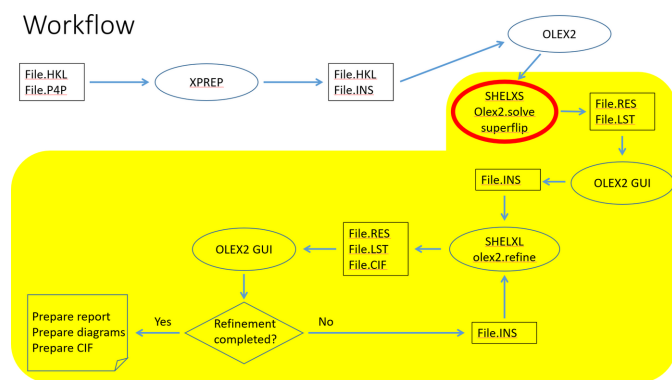 Workflow
OLEX2
File.HKL
File.P4P
XPREP
File.HKL
File.INS
SHELXS
Olex2.solve
superflip
File.RES
File.LST
OLEX2 GUI
File.INS
SHELXL
olex2.refine
File.RES
File.LST
File.CIF
OLEX2 GUI
Refinement
completed?
Yes
No
Prepare report
Prepare diagrams
Prepare CIF
File.INS